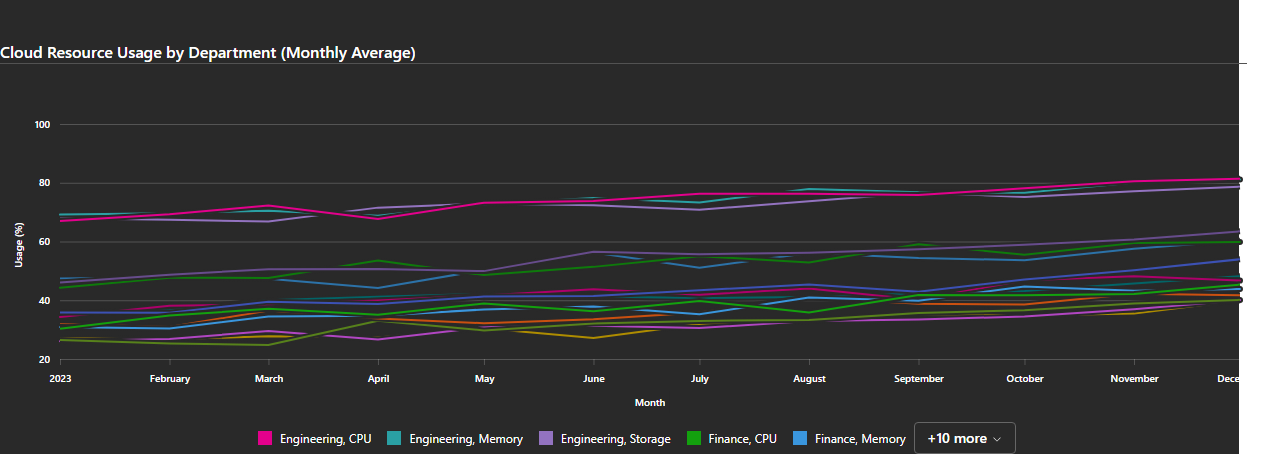 Cloud Resource Usage by Department (Monthly Average)
100
80
60
40
20
Usage (%)
2023 February March April May June July August September October November Dece
Month
Engineering, CPU Engineering, Memory Engineering, Storage Finance, CPU Finance, Memory +10 more